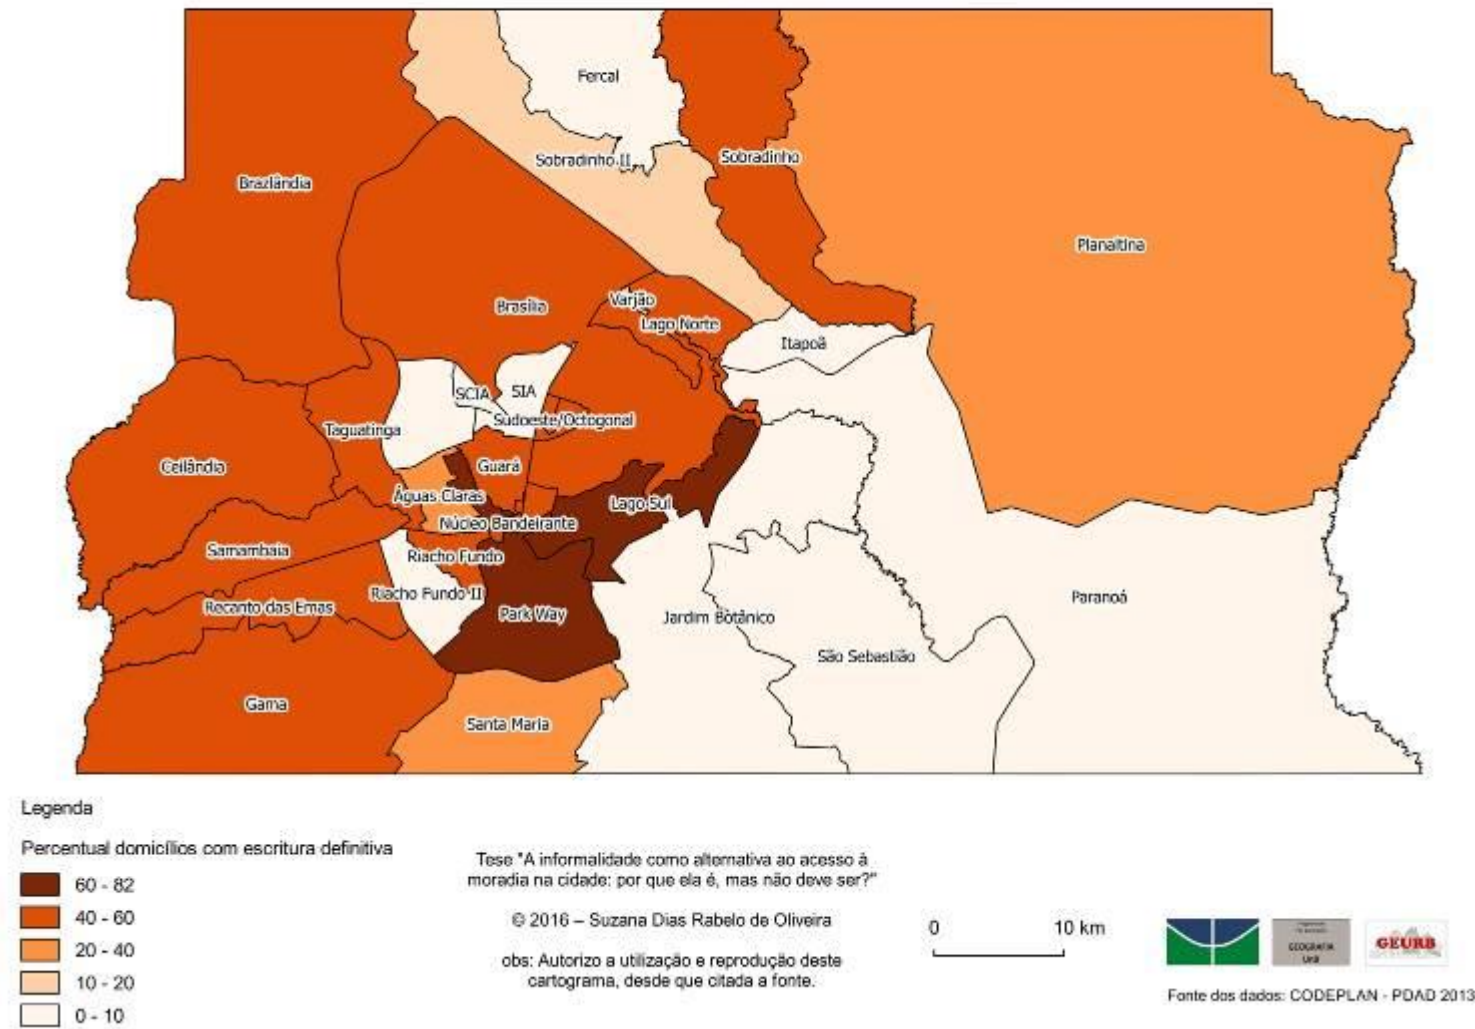 Fercal
Sobradinho II
Sobradinho
Brazlândia
Planaltina
Brasília
Varjão
Lago Norte
Itapoã
SCIA
SIA
Sudoeste/Octogonal
Taguatinga
Ceilândia
Guará
Águas Claras
Lago Sul
Núcleo Bandeirante
Samambaia
Riacho Fundo
Riacho Fundo II
Recanto das Emas
Park Way
Jardim Botânico
Paranoá
São Sebastião
Gama
Santa Maria
Legenda
Percentual domicílios com escritura definitiva
60 - 82
40 - 60
20 - 40
10 - 20
0 - 10
Tese "A informalidade como alternativa ao acesso à
moradia na cidade: por que ela é, mas não deve ser?"
© 2016 – Suzana Dias Rabelo de Oliveira
obs: Autorizo a utilização e reprodução deste
cartograma, desde que citada a fonte.
0 10 km
GEOGRAFIA
UnB
GEURB
Fonte dos dados: CODEPLAN - PDAD 2013